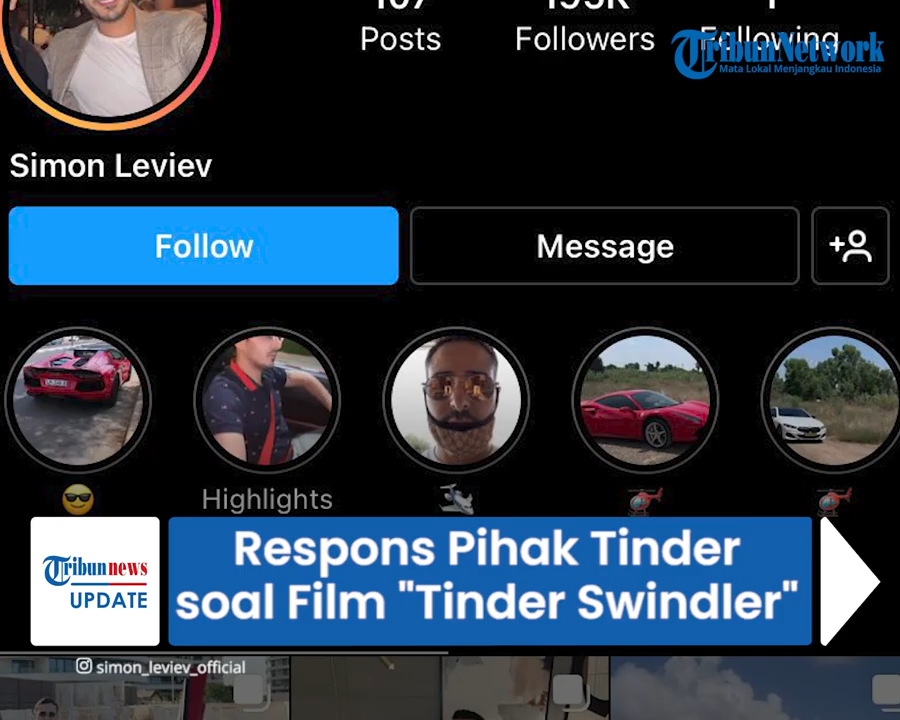 Posts Followers Following
TribunNetwork
Mata Lokal Menjangkau Indonesia
Simon Leviev
Follow Message
Highlights
Respons Pihak Tinder
soal Film "Tinder Swindler"
Tribunnews
UPDATE
simon_leviev_official